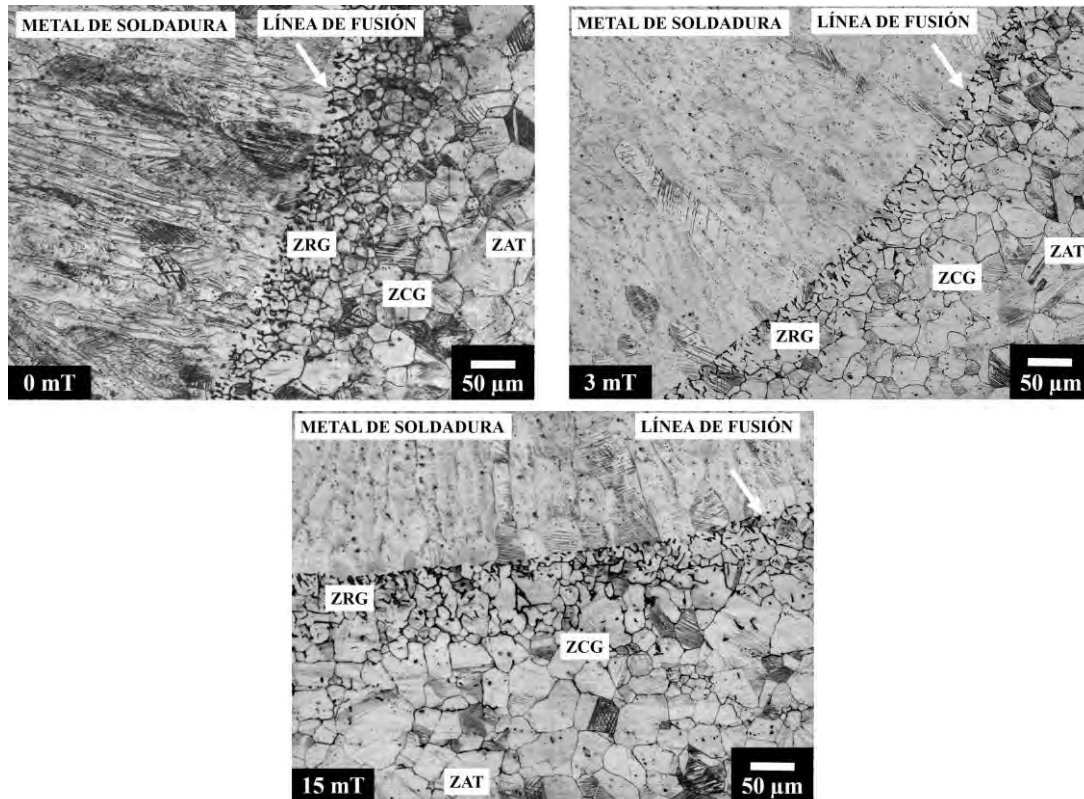 METAL DE SOLDADURA
LÍNEA DE FUSIÓN
ZRG
ZAT
ZCG
0 mT
50 µm
METAL DE SOLDADURA
LÍNEA DE FUSIÓN
ZAT
ZCG
ZRG
3 mT
50 µm
METAL DE SOLDADURA
LÍNEA DE FUSIÓN
ZRG
ZCG
15 mT
ZAT
50 µm